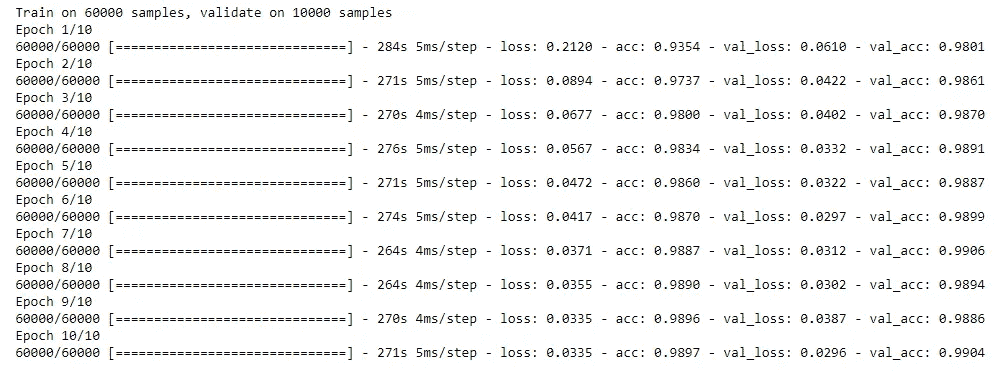 Train on 60000 samples, validate on 10000 samples
Epoch 1/10
60000/60000 [==============================] - 284s 5ms/step - loss: 0.2120 - acc: 0.9354 - val_loss: 0.0610 - val_acc: 0.9801
Epoch 2/10
60000/60000 [==============================] - 271s 5ms/step - loss: 0.0894 - acc: 0.9737 - val_loss: 0.0422 - val_acc: 0.9861
Epoch 3/10
60000/60000 [==============================] - 270s 4ms/step - loss: 0.0677 - acc: 0.9800 - val_loss: 0.0402 - val_acc: 0.9870
Epoch 4/10
60000/60000 [==============================] - 276s 5ms/step - loss: 0.0567 - acc: 0.9834 - val_loss: 0.0332 - val_acc: 0.9891
Epoch 5/10
60000/60000 [==============================] - 271s 5ms/step - loss: 0.0472 - acc: 0.9860 - val_loss: 0.0322 - val_acc: 0.9887
Epoch 6/10
60000/60000 [==============================] - 274s 5ms/step - loss: 0.0417 - acc: 0.9870 - val_loss: 0.0297 - val_acc: 0.9899
Epoch 7/10
60000/60000 [==============================] - 264s 4ms/step - loss: 0.0371 - acc: 0.9887 - val_loss: 0.0312 - val_acc: 0.9906
Epoch 8/10
60000/60000 [==============================] - 264s 4ms/step - loss: 0.0355 - acc: 0.9890 - val_loss: 0.0302 - val_acc: 0.9894
Epoch 9/10
60000/60000 [==============================] - 270s 4ms/step - loss: 0.0335 - acc: 0.9896 - val_loss: 0.0387 - val_acc: 0.9886
Epoch 10/10
60000/60000 [==============================] - 271s 5ms/step - loss: 0.0335 - acc: 0.9897 - val_loss: 0.0296 - val_acc: 0.9904